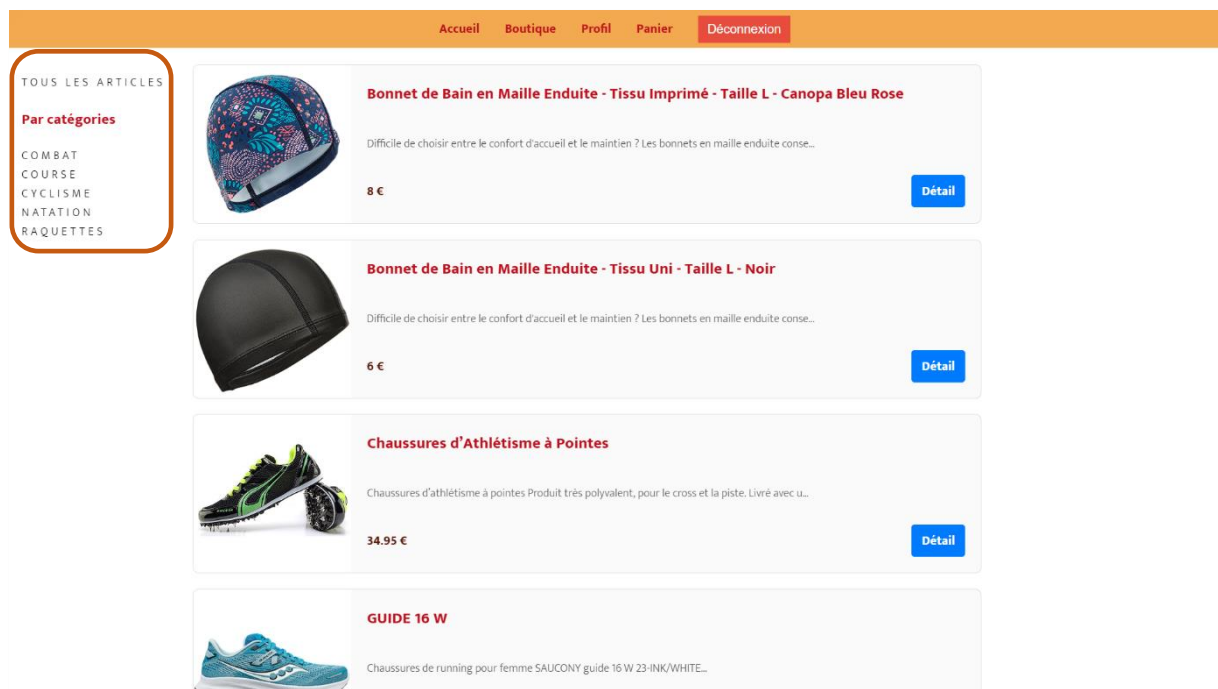 Accueil Boutique Profil Panier Déconnexion
TOUS LES ARTICLES
Par catégories
COMBAT
COURSE
CYCLISME
NATATION
RAQUETTES
Bonnet de Bain en Maille Enduite - Tissu Imprimé - Taille L - Canopa Bleu Rose
Difficile de choisir entre le confort d'accueil et le maintien ? Les bonnets en maille enduite conse...
8 €
Détail
Bonnet de Bain en Maille Enduite - Tissu Uni - Taille L - Noir
Difficile de choisir entre le confort d'accueil et le maintien ? Les bonnets en maille enduite conse...
6 €
Détail
Chaussures d’Athlétisme à Pointes
Chaussures d’athlétisme à pointes Produit très polyvalent, pour le cross et la piste. Livré avec u...
34.95 €
Détail
GUIDE 16 W
Chaussures de running pour femme SAUCONY guide 16 W 23-INK/WHITE...